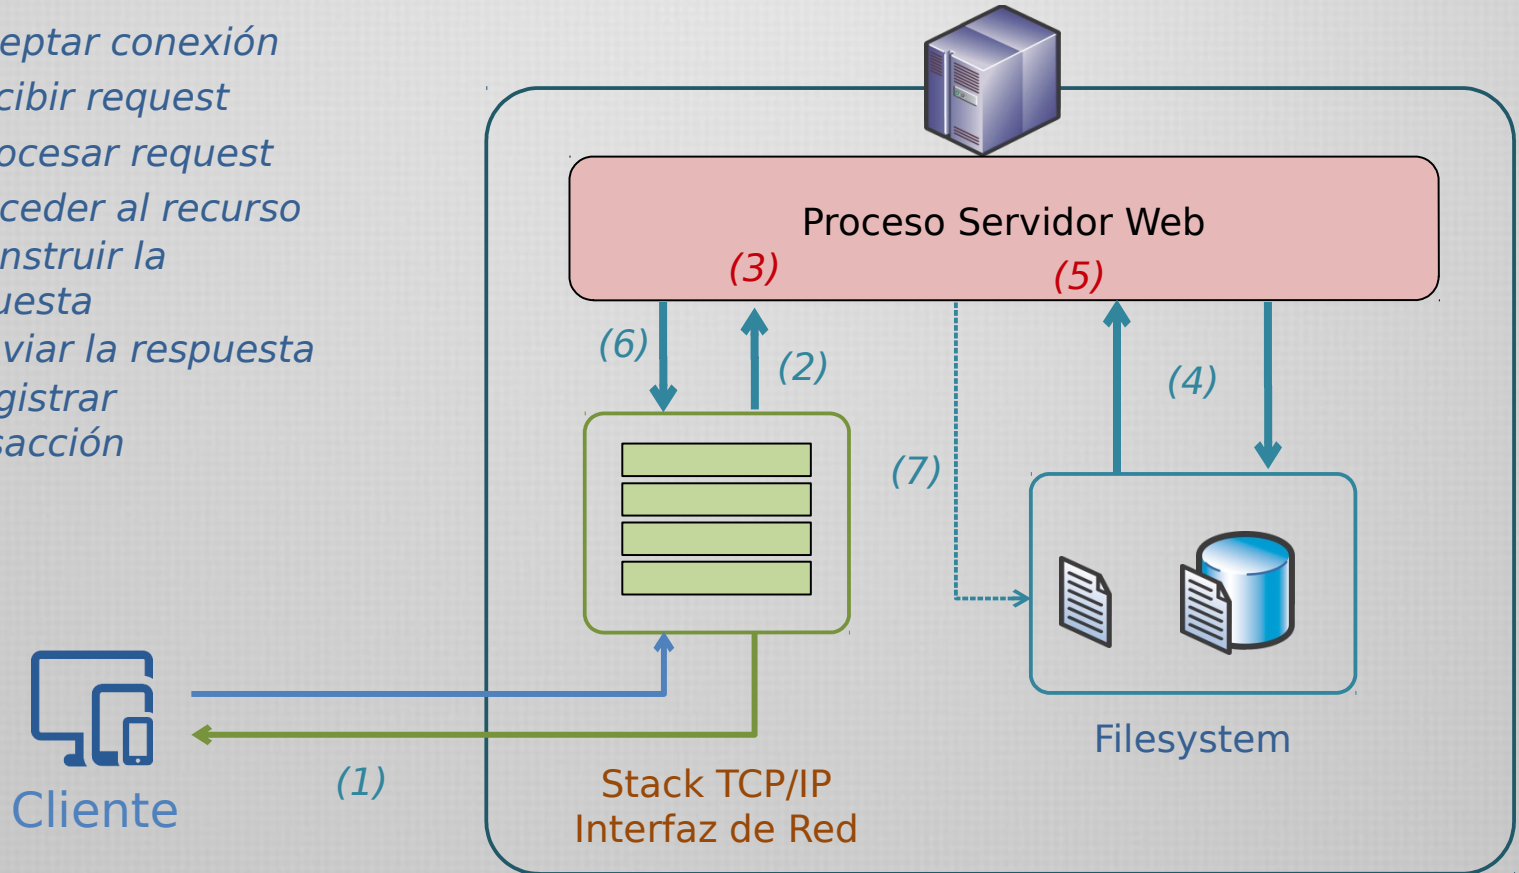 eptar conexión
cibir request
ocesar request
ceder al recurso
nstruir la
uesta
viar la respuesta
gistrar
sacción
Proceso Servidor Web
(3)
(5)
(6)
(2)
(4)
(7)
Filesystem
(1)
Cliente
Stack TCP/IP
Interfaz de Red